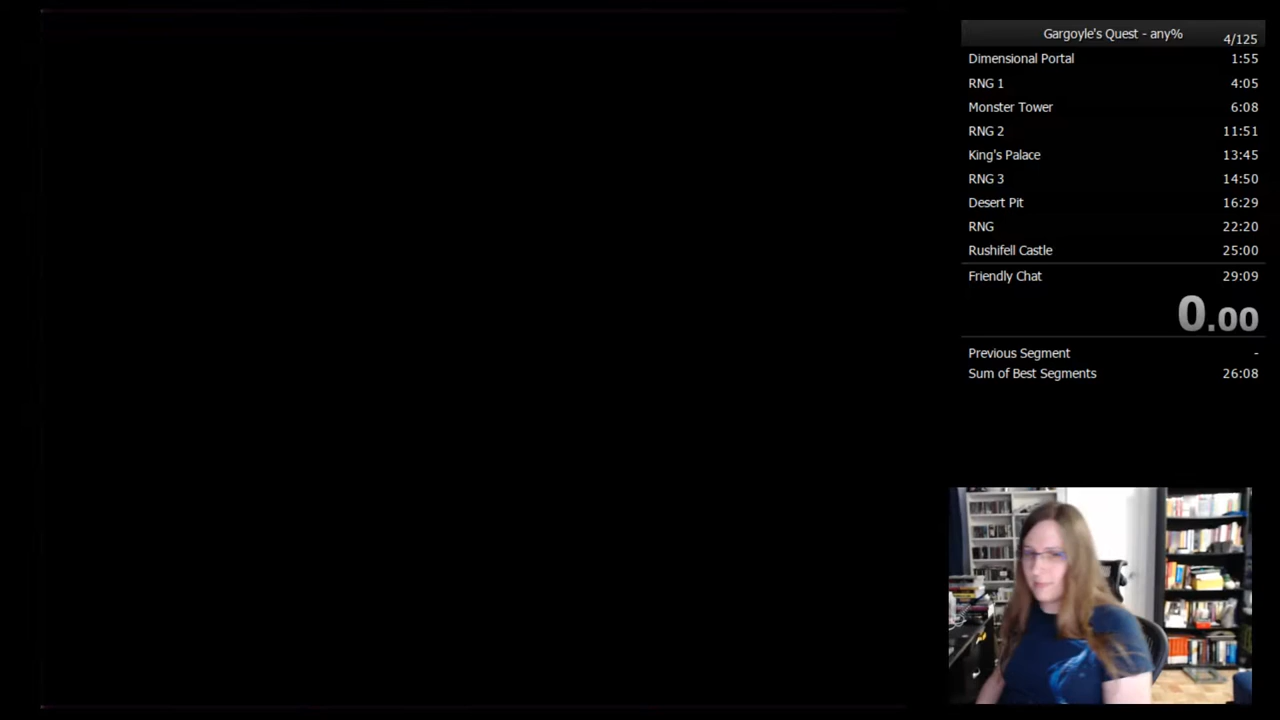 Gargoyle's Quest - any%
4/125
Dimensional Portal 1:55
RNG 1 4:05
Monster Tower 6:08
RNG 2 11:51
King's Palace 13:45
RNG 3 14:50
Desert Pit 16:29
RNG 22:20
Rushifell Castle 25:00
Friendly Chat 29:09
0.00
Previous Segment -
Sum of Best Segments 26:08